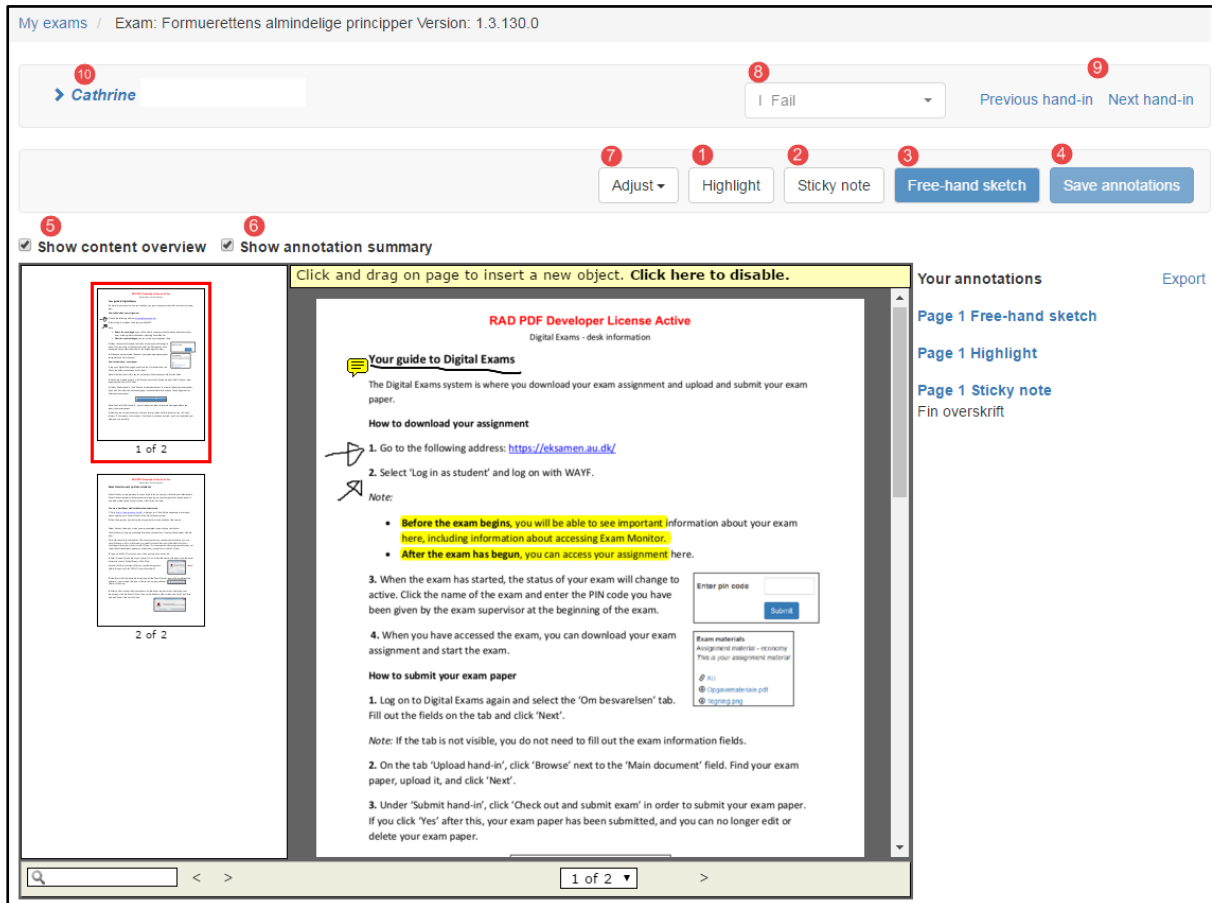 My exams / Exam: Formuerettens almindelige principper Version: 1.3.130.0
10
8
9
Cathrine
I Fail
Previous hand-in Next hand-in
7
1
2
3
4
Adjust
Highlight
Sticky note
Free-hand sketch
Save annotations
5
6
Show content overview
Show annotation summary
Click and drag on page to insert a new object. Click here to disable.
Your annotations
Export
Page 1 Free-hand sketch
Page 1 Highlight
Page 1 Sticky note
Fin overskrift
1 of 2
2 of 2
RAD PDF Developer License Active
Digital Exams - desk information
Your guide to Digital Exams
The Digital Exams system is where you download your exam assignment and upload and submit your exam
paper.
How to download your assignment
1. Go to the following address: https://eksamen.au.dk/
2. Select ‘Log in as student’ and log on with WAYF.
Note:
• Before the exam begins, you will be able to see important information about your exam
here, including information about accessing Exam Monitor.
• After the exam has begun, you can access your assignment here.
3. When the exam has started, the status of your exam will change to
active. Click the name of the exam and enter the PIN code you have
been given by the exam supervisor at the beginning of the exam.
Enter pin code
Submit
4. When you have accessed the exam, you can download your exam
assignment and start the exam.
Exam materials
Assignment material - economy
This is your assignment material
AU
Opgavemateriale.pdf
tegning.png
How to submit your exam paper
1. Log on to Digital Exams again and select the ‘Om besvarelsen’ tab.
Fill out the fields on the tab and click ‘Next’.
Note: If the tab is not visible, you do not need to fill out the exam information fields.
2. On the tab ‘Upload hand-in’, click ‘Browse’ next to the ‘Main document’ field. Find your exam
paper, upload it, and click ‘Next’.
3. Under ‘Submit hand-in’, click ‘Check out and submit exam’ in order to submit your exam paper.
If you click ‘Yes’ after this, your exam paper has been submitted, and you can no longer edit or
delete your exam paper.
< >
1 of 2
>